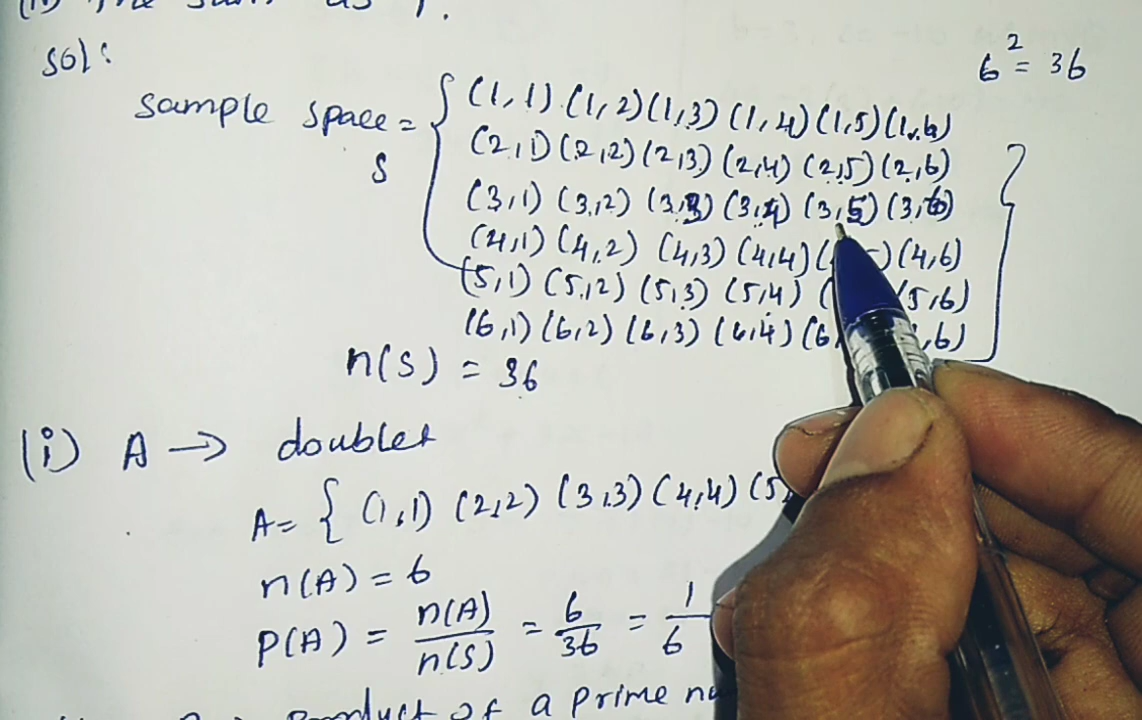 sol:
6² = 36
sample space = { (1,1) (1,2) (1,3) (1,4) (1,5) (1,6)
S
(2,1) (2,2) (2,3) (2,4) (2,5) (2,6)
(3,1) (3,2) (3,3) (3,4) (3,5) (3,6)
(4,1) (4,2) (4,3) (4,4) ( (4,6)
(5,1) (5,2) (5,3) (5,4) ( (5,6)
(6,1) (6,2) (6,3) (6,4) (6, ,6) }
n(S) = 36
(i) A → doublet
A = { (1,1) (2,2) (3,3) (4,4) (5,
n(A) = 6
P(A) = n(A)/n(S) = 6/36 = 1/6
product of a prime